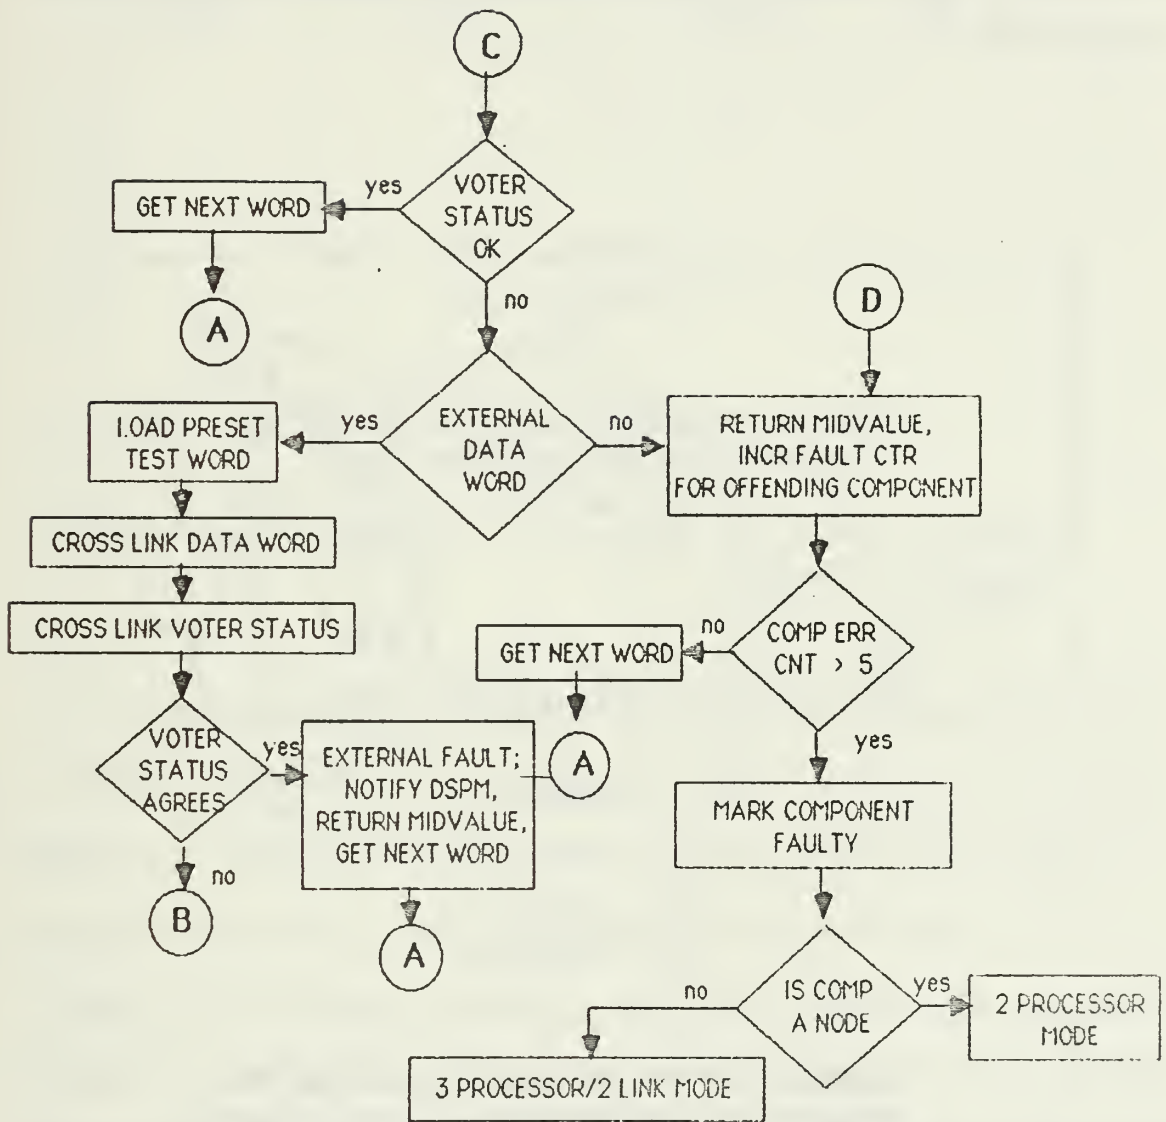 C
VOTER
STATUS
OK
yes
GET NEXT WORD
A
no
D
EXTERNAL
DATA
WORD
yes
LOAD PRESET
TEST WORD
no
RETURN MIDVALUE,
INCR FAULT CTR
FOR OFFENDING COMPONENT
CROSS LINK DATA WORD
CROSS LINK VOTER STATUS
COMP ERR
CNT > 5
no
GET NEXT WORD
A
yes
VOTER
STATUS
AGREES
yes
EXTERNAL FAULT;
NOTIFY DSPM,
RETURN MIDVALUE,
GET NEXT WORD
A
no
B
MARK COMPONENT
FAULTY
IS COMP
A NODE
no
yes
2 PROCESSOR
MODE
3 PROCESSOR/2 LINK MODE